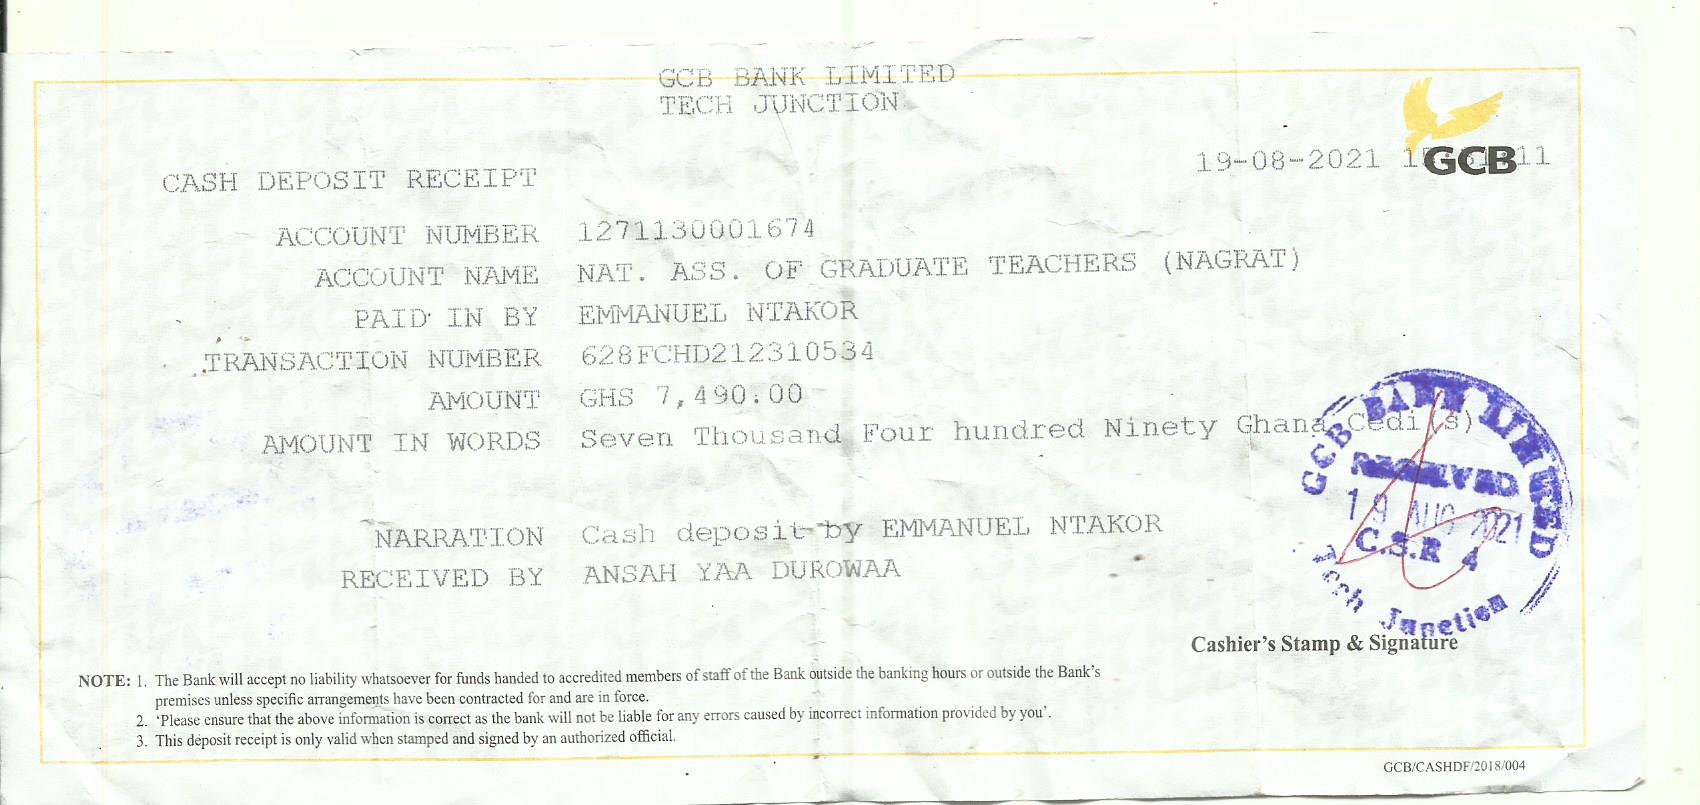 GCB BANK LIMITED
TECH JUNCTION
GCB
19-08-2021
CASH DEPOSIT RECEIPT
ACCOUNT NUMBER 1271130001674
ACCOUNT NAME NAT. ASS. OF GRADUATE TEACHERS (NAGRAT)
PAID IN BY EMMANUEL NTAKOR
TRANSACTION NUMBER 628FCHD212310534
AMOUNT GHS 7,490.00
AMOUNT IN WORDS Seven Thousand Four hundred Ninety Ghana Cedi(s)
NARRATION Cash deposit by EMMANUEL NTAKOR
RECEIVED BY ANSAH YAA DUROWAA
GCB BANK LIMITED
RECEIVED
19 AUG 2021
C.S.R 4
Tech Junction
Cashier's Stamp & Signature
NOTE: 1. The Bank will accept no liability whatsoever for funds handed to accredited members of staff of the Bank outside the banking hours or outside the Bank's
premises unless specific arrangements have been contracted for and are in force.
2. 'Please ensure that the above information is correct as the bank will not be liable for any errors caused by incorrect information provided by you'.
3. This deposit receipt is only valid when stamped and signed by an authorized official.
GCB/CASHDF/2018/004